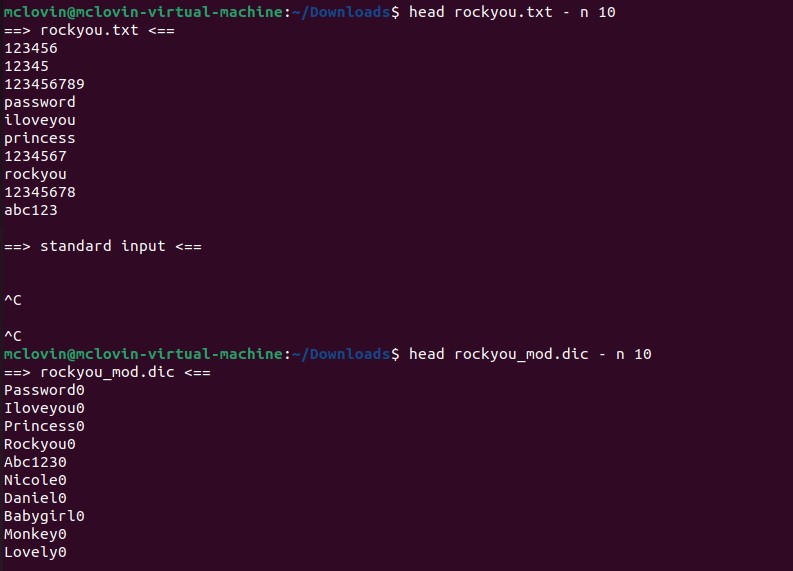 mclovin@mclovin-virtual-machine:~/Downloads$ head rockyou.txt - n 10
==> rockyou.txt <==
123456
12345
123456789
password
iloveyou
princess
1234567
rockyou
12345678
abc123
==> standard input <==
^C
^C
mclovin@mclovin-virtual-machine:~/Downloads$ head rockyou_mod.dic - n 10
==> rockyou_mod.dic <==
Password0
Iloveyou0
Princess0
Rockyou0
Abc1230
Nicole0
Daniel0
Babygirl0
Monkey0
Lovely0